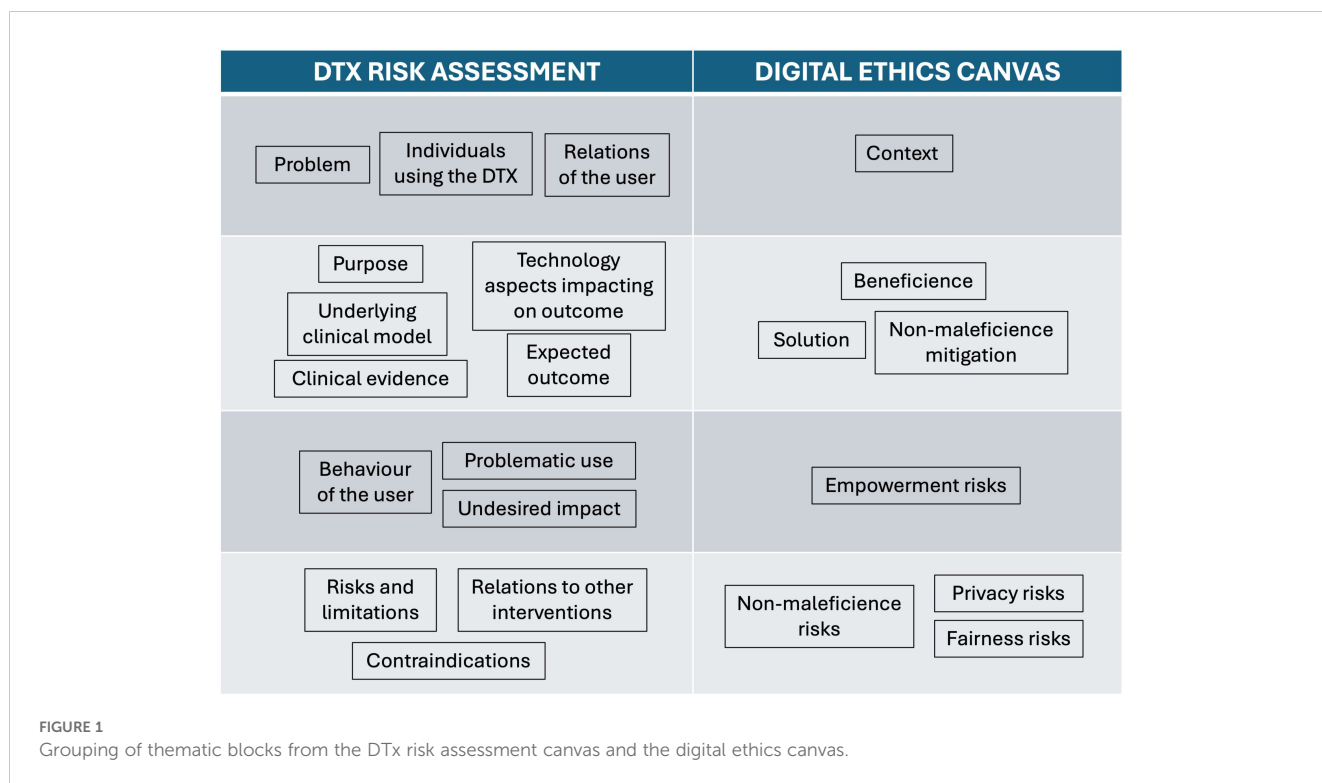 DTX RISK ASSESSMENT
DIGITAL ETHICS CANVAS
Problem
Individuals
using the DTX
Relations
of the user
Context
Purpose
Technology
aspects impacting
on outcome
Underlying
clinical model
Expected
outcome
Clinical evidence
Beneficience
Solution
Non-maleficience
mitigation
Behaviour
of the user
Problematic use
Undesired impact
Empowerment risks
Risks and
limitations
Relations to other
interventions
Contraindications
Non-maleficience
risks
Privacy risks
Fairness risks
FIGURE 1
Grouping of thematic blocks from the DTx risk assessment canvas and the digital ethics canvas.